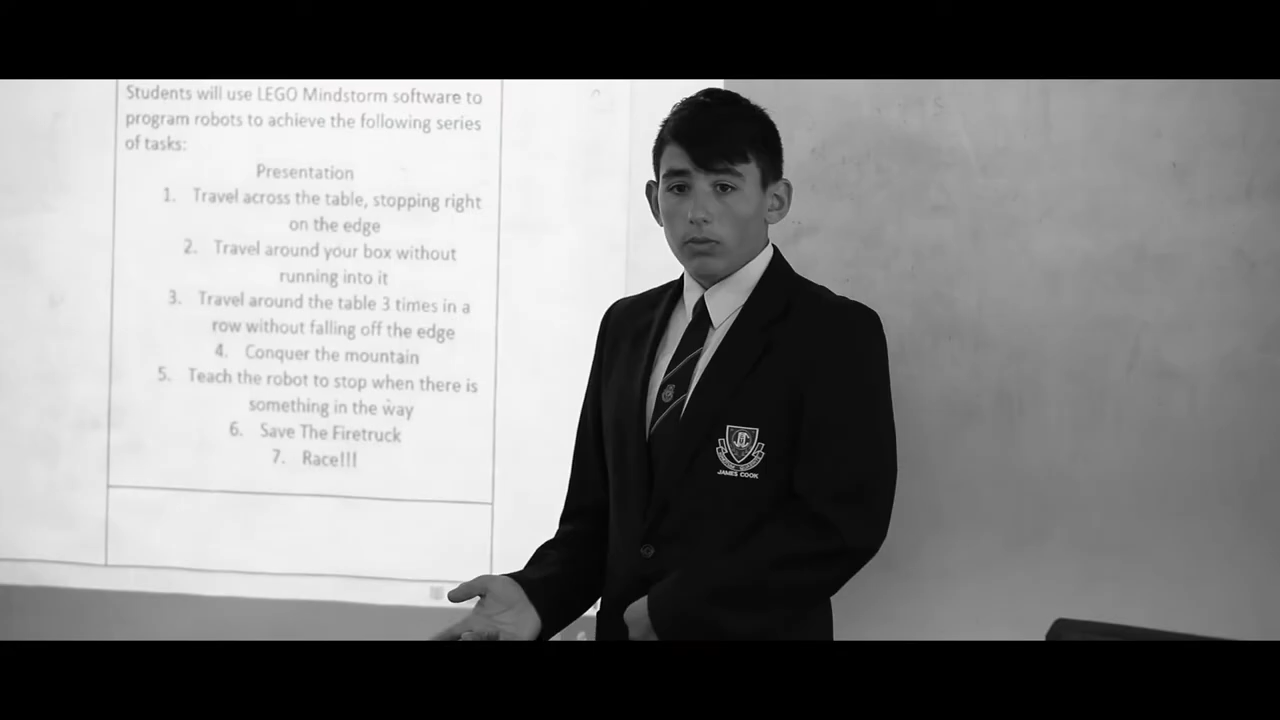 Students will use LEGO Mindstorm software to
program robots to achieve the following series
of tasks:
Presentation
1. Travel across the table, stopping right
on the edge
2. Travel around your box without
running into it
3. Travel around the table 3 times in a
row without falling off the edge
4. Conquer the mountain
5. Teach the robot to stop when there is
something in the way
6. Save The Firetruck
7. Race!!!
JAMES COOK